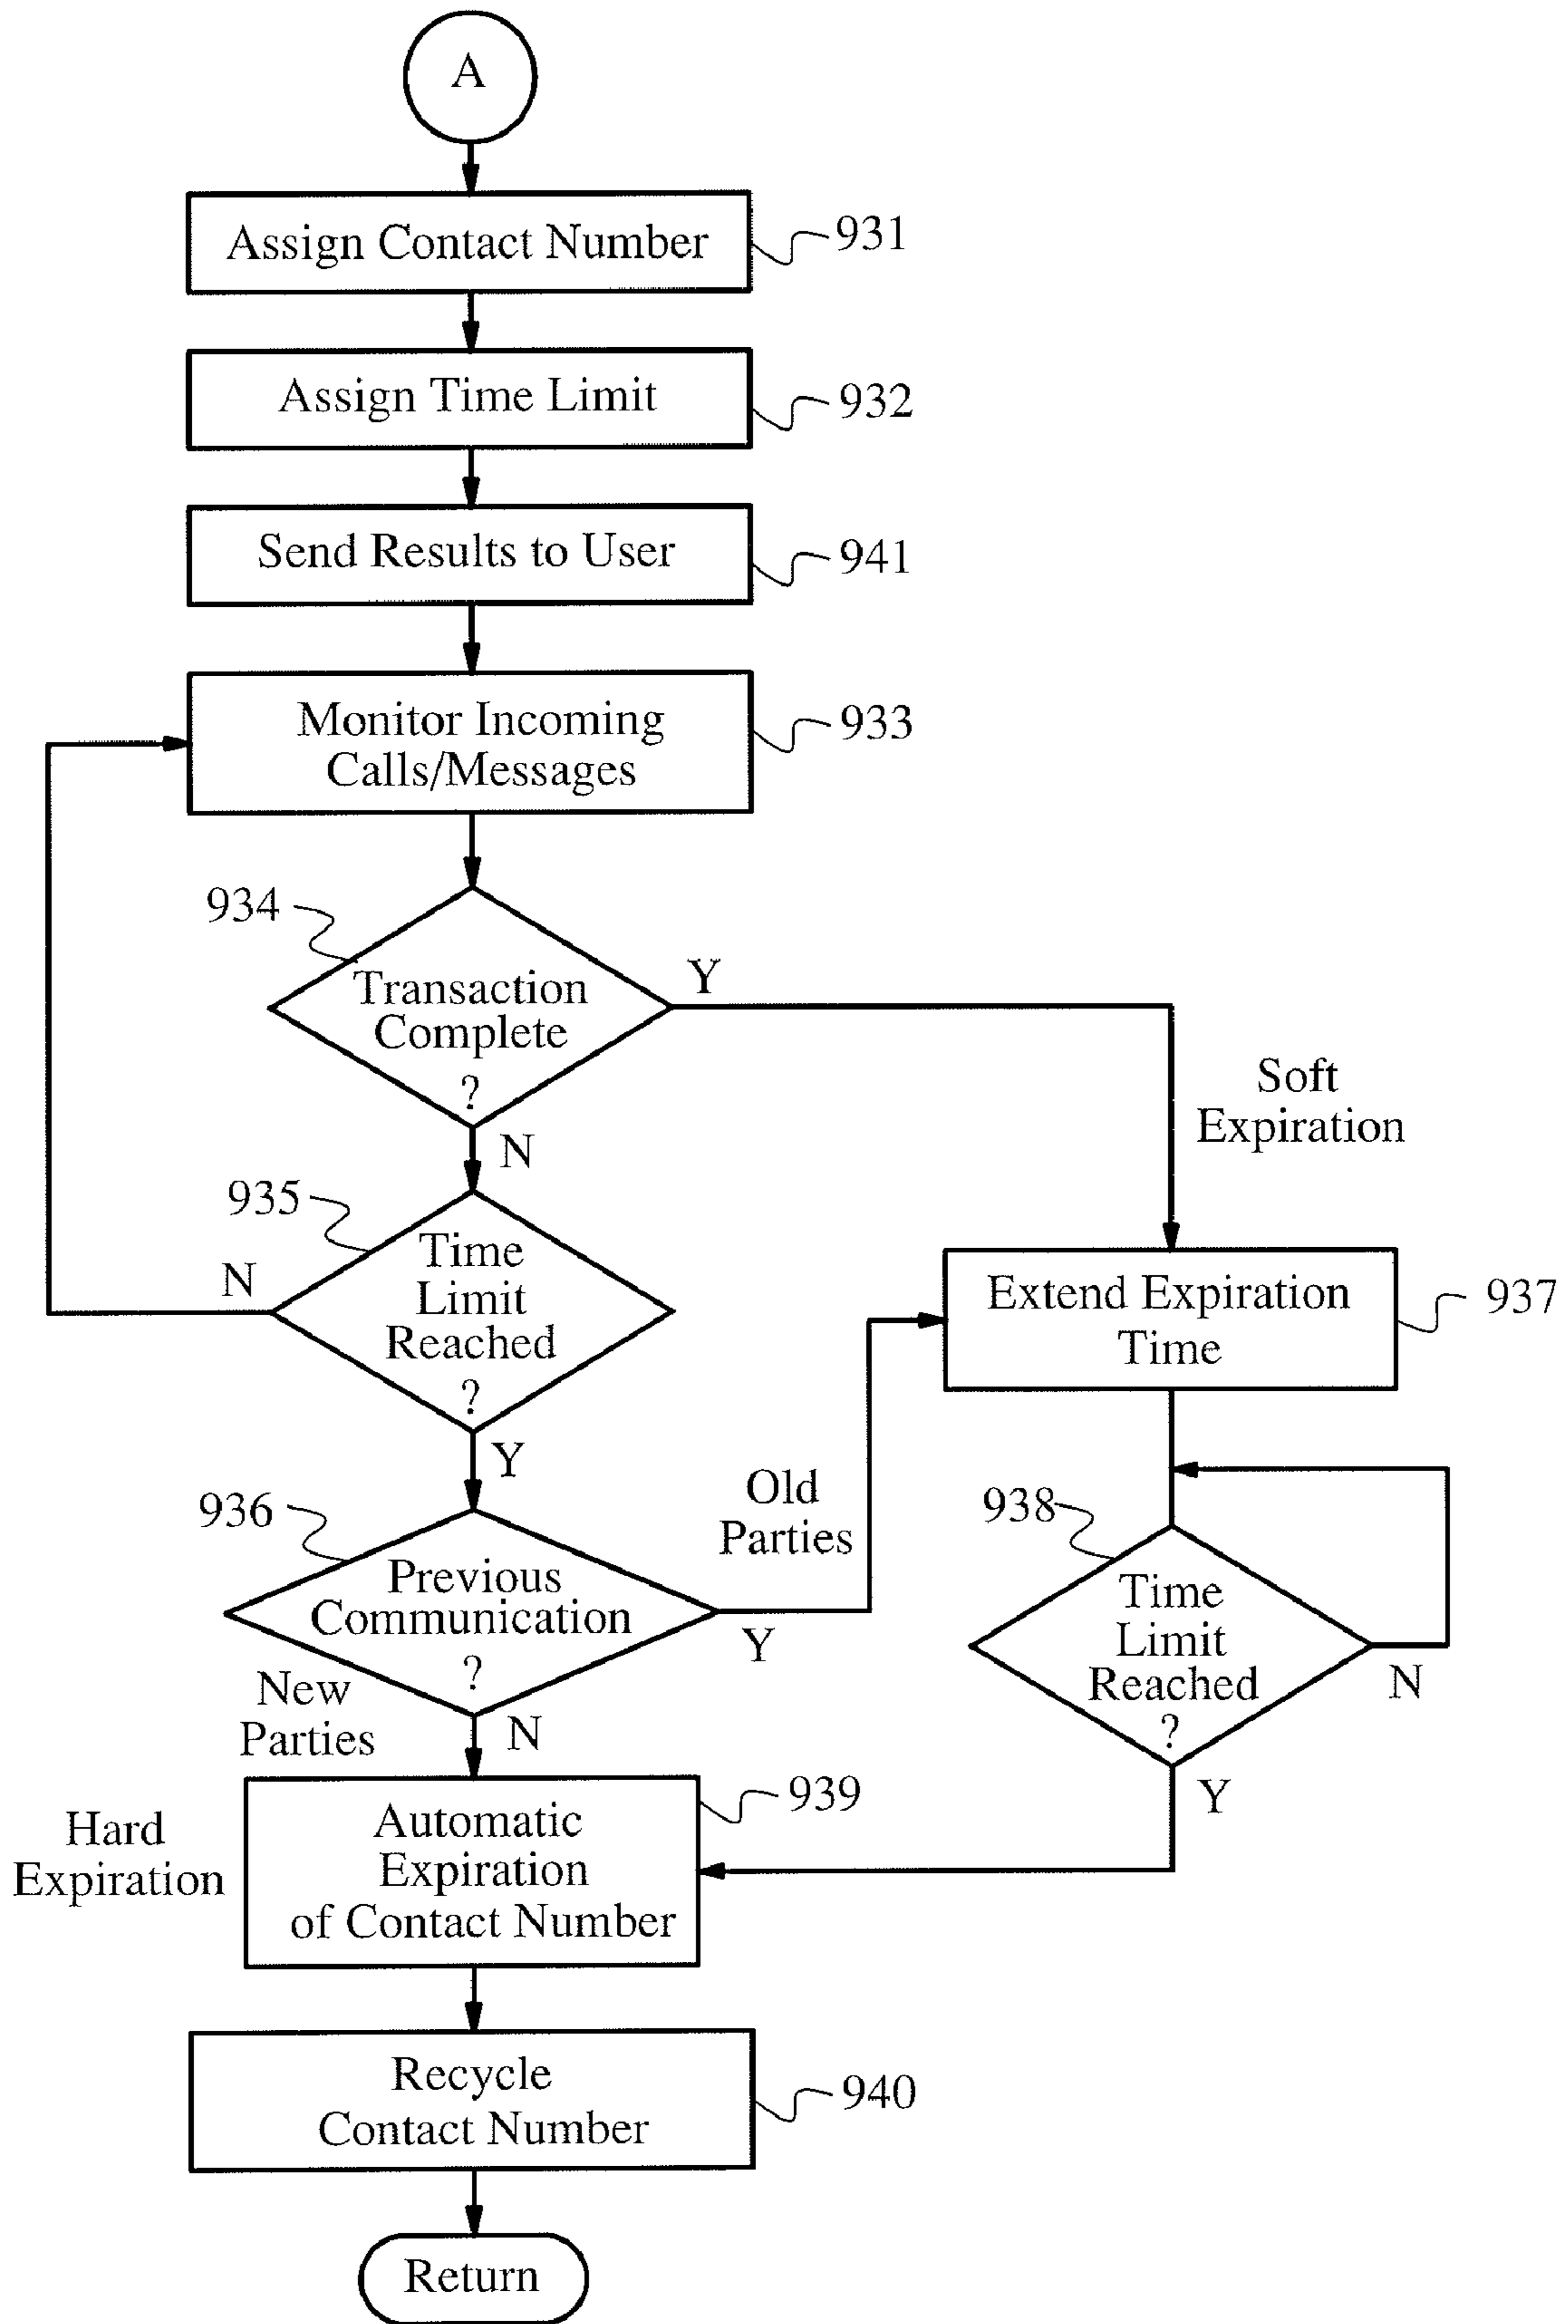 A
Assign Contact Number
931
Assign Time Limit
932
Send Results to User
941
Monitor Incoming
Calls/Messages
933
934
Transaction
Complete
?
Y
N
Soft
Expiration
935
Time
Limit
Reached
?
N
Y
Extend Expiration
Time
937
936
Previous
Communication
?
Old
Parties
Y
New
Parties
N
938
Time
Limit
Reached
?
N
Y
Hard
Expiration
Automatic
Expiration
of Contact Number
939
Recycle
Contact Number
940
Return